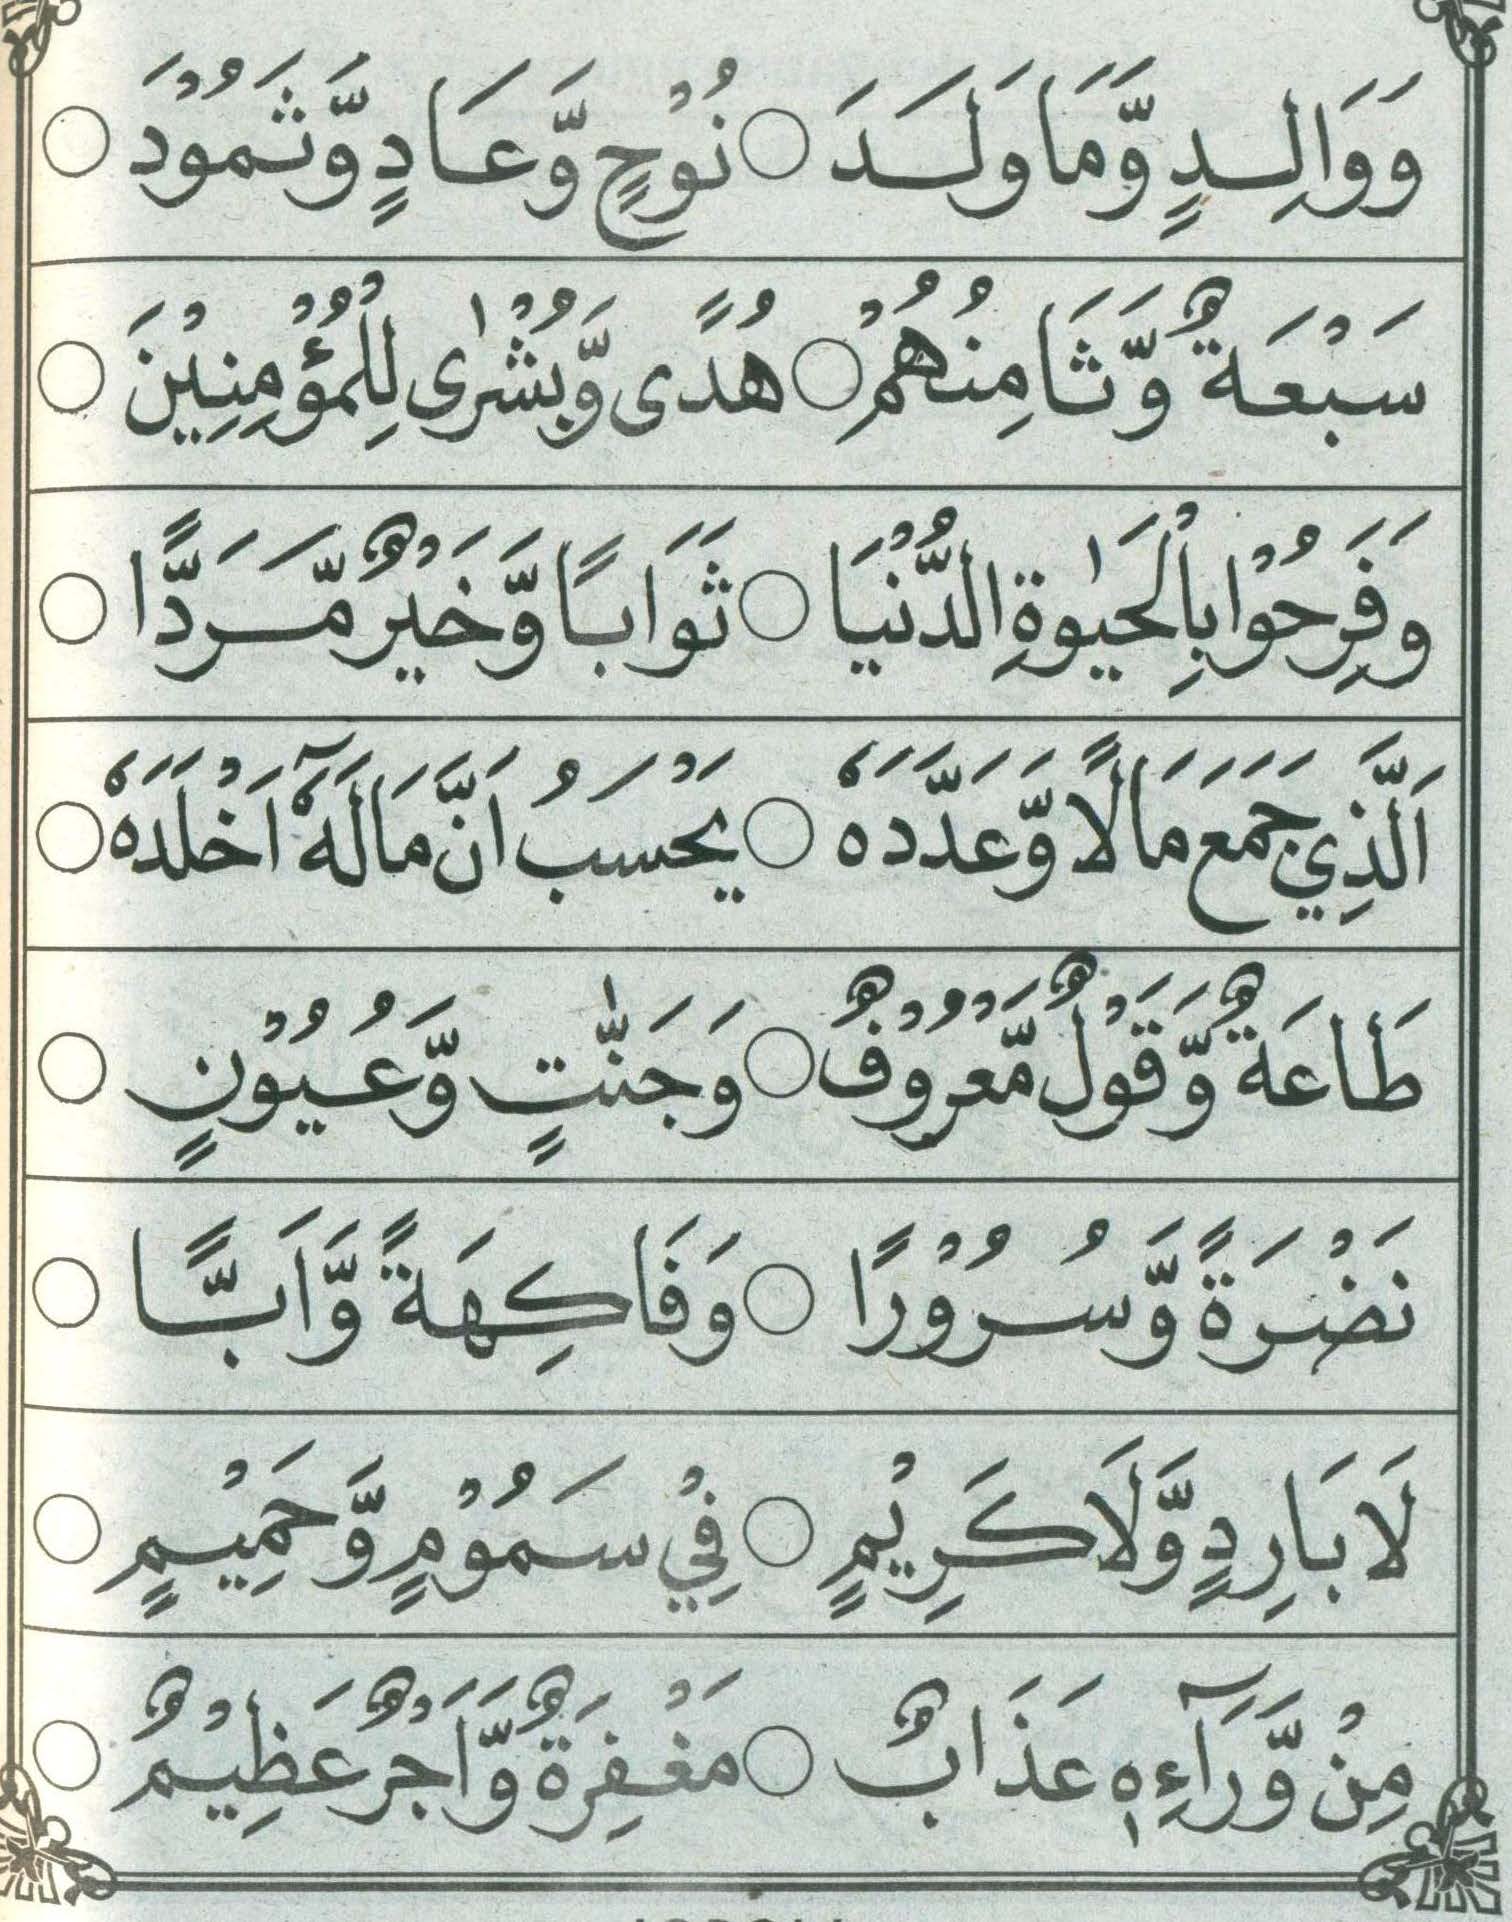 وَوَالِدٍ وَّمَا وَلَدَ ○ نُوْحٍ وَّعَادٍ وَّثَمُوْدَ ○
سَبْعَةٌ وَّثَامِنُهُمْ ○ هُدًى وَّبُشْرٰى لِلْمُؤْمِنِيْنَ ○
وَفَرِحُوْا بِالْحَيٰوةِ الدُّنْيَا ○ ثَوَابًا وَّخَيْرٌ مَّرَدًّا ○
اَلَّذِي جَمَعَ مَالًا وَّعَدَّدَهٗ ○ يَحْسَبُ اَنَّ مَالَهٗٓ اَخْلَدَهٗ ○
طَاعَةٌ وَّقَوْلٌ مَّعْرُوْفٌ ○ وَجَنّٰتٍ وَّعُيُوْنٍ ○
نَضْرَةً وَّسُرُوْرًا ○ وَفَاكِهَةً وَّاَبًّا ○
لَا بَارِدٍ وَّلَا كَرِيْمٍ ○ فِيْ سَمُوْمٍ وَّحَمِيْمٍ ○
مِنْ وَّرَآءِهٖ عَذَابٌ ○ مَغْفِرَةٌ وَّاَجْرٌ عَظِيْمٌ ○